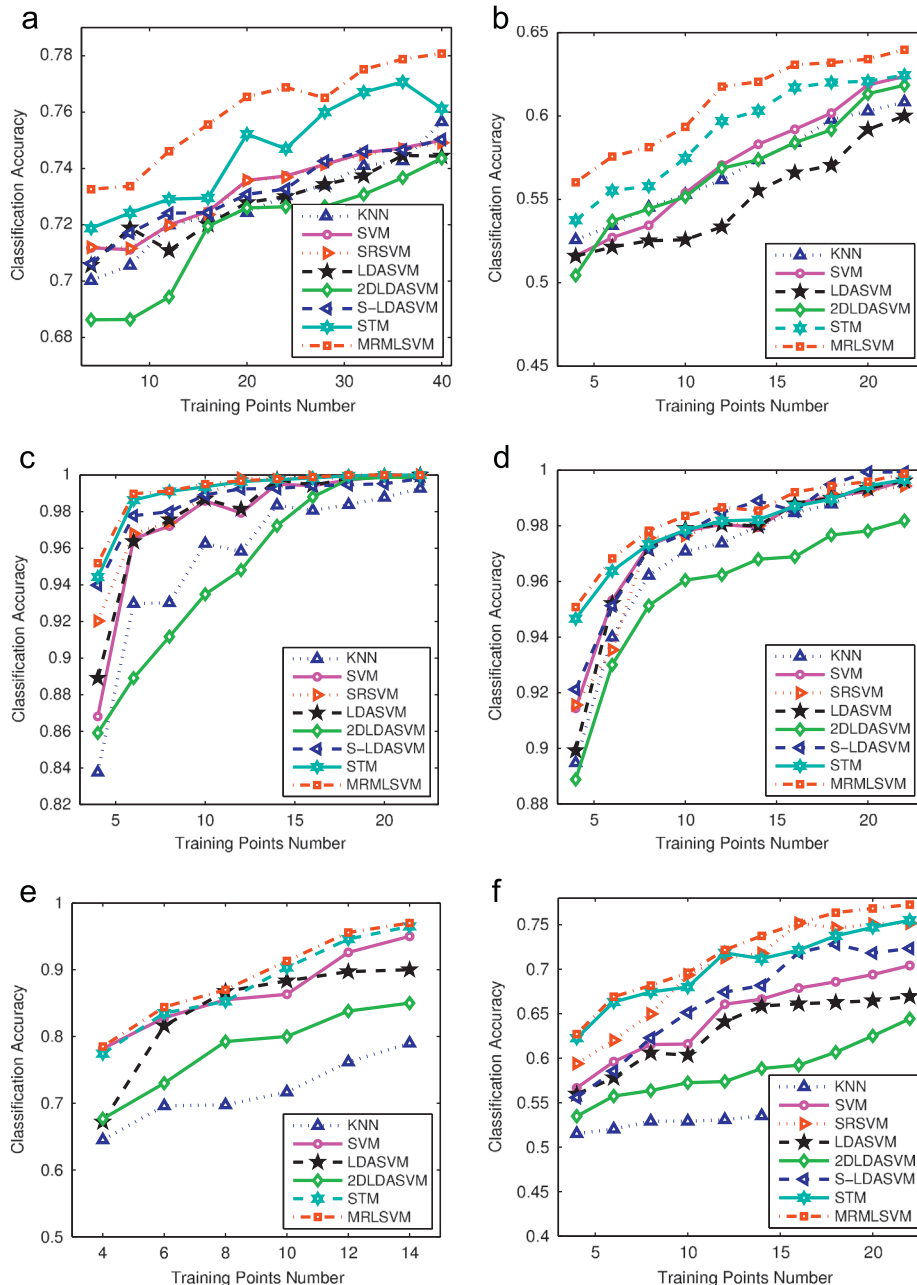 a
Classification Accuracy
0.78
0.76
0.74
0.72
0.7
0.68
10
20
30
40
Training Points Number
KNN
SVM
SRSVM
LDASVM
2DLDASVM
S-LDASVM
STM
MRMLSVM
b
Classification Accuracy
0.65
0.6
0.55
0.5
0.45
5
10
15
20
Training Points Number
KNN
SVM
LDASVM
2DLDASVM
STM
MRLSVM
c
Classification Accuracy
1
0.98
0.96
0.94
0.92
0.9
0.88
0.86
0.84
0.82
5
10
15
20
Training Points Number
KNN
SVM
SRSVM
LDASVM
2DLDASVM
S-LDASVM
STM
MRMLSVM
d
Classification Accuracy
1
0.98
0.96
0.94
0.92
0.9
0.88
5
10
15
20
Training Points Number
KNN
SVM
SRSVM
LDASVM
2DLDASVM
S-LDASVM
STM
MRMLSVM
e
Classification Accuracy
1
0.9
0.8
0.7
0.6
0.5
4
6
8
10
12
14
Training Points Number
KNN
SVM
LDASVM
2DLDASVM
STM
MRLSVM
f
Classification Accuracy
0.75
0.7
0.65
0.6
0.55
0.5
0.45
0.4
5
10
15
20
Training Points Number
KNN
SVM
SRSVM
LDASVM
2DLDASVM
S-LDASVM
STM
MRMLSVM